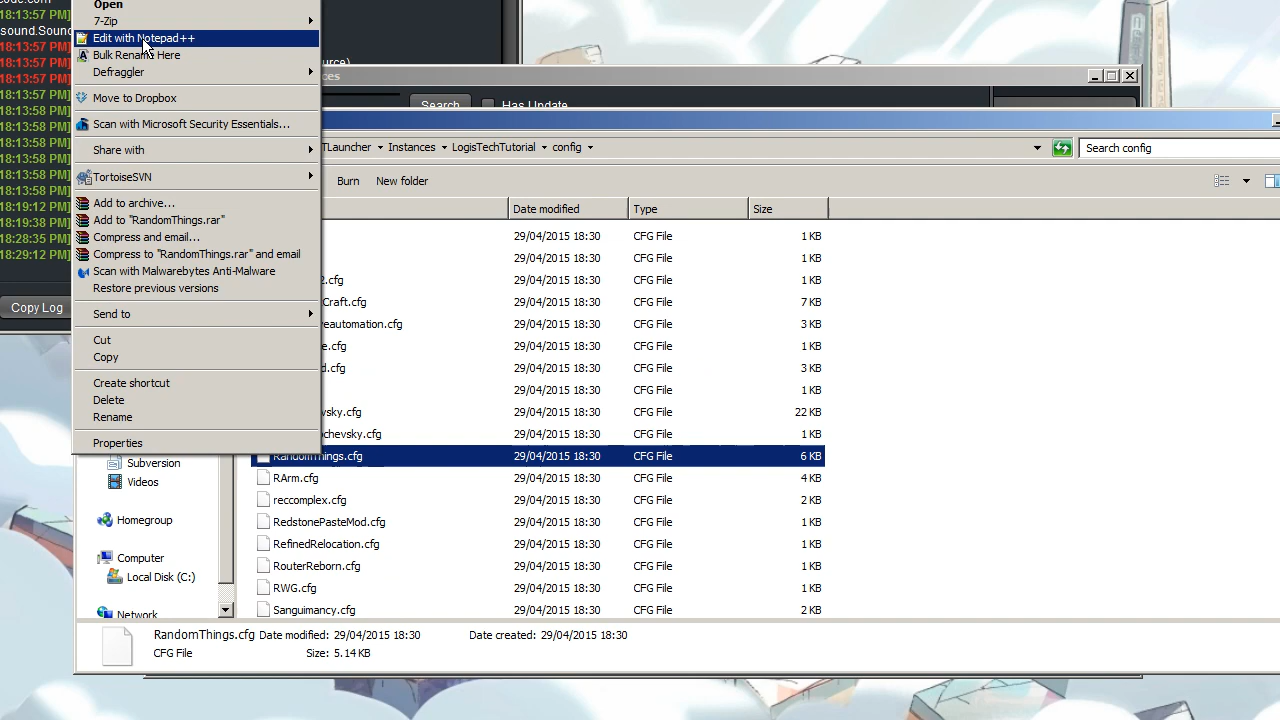 Open
7-Zip
Edit with Notepad++
Bulk Rename Here
Defraggler
Move to Dropbox
Scan with Microsoft Security Essentials...
Share with
TortoiseSVN
Add to archive...
Add to "RandomThings.rar"
Compress and email...
Compress to "RandomThings.rar" and email
Scan with Malwarebytes Anti-Malware
Restore previous versions
Send to
Cut
Copy
Create shortcut
Delete
Rename
Properties
18:13:57 PM]
sound.Soun
18:13:57 PM]
18:13:57 PM]
18:13:57 PM]
18:13:58 PM]
18:13:58 PM]
18:13:58 PM]
18:13:58 PM]
18:13:58 PM]
18:13:58 PM]
18:19:12 PM]
18:19:38 PM]
18:28:35 PM]
18:29:12 PM]
Copy Log
Search Has Update
TLauncher Instances LogisTechTutorial config Search config
Burn New folder
Date modified Type Size
29/04/2015 18:30 CFG File 1 KB
29/04/2015 18:30 CFG File 1 KB
2.cfg 29/04/2015 18:30 CFG File 1 KB
Craft.cfg 29/04/2015 18:30 CFG File 7 KB
eautomation.cfg 29/04/2015 18:30 CFG File 3 KB
e.cfg 29/04/2015 18:30 CFG File 1 KB
d.cfg 29/04/2015 18:30 CFG File 3 KB
29/04/2015 18:30 CFG File 1 KB
vsky.cfg 29/04/2015 18:30 CFG File 22 KB
ochevsky.cfg 29/04/2015 18:30 CFG File 1 KB
RandomThings.cfg 29/04/2015 18:30 CFG File 6 KB
RArm.cfg 29/04/2015 18:30 CFG File 4 KB
reccomplex.cfg 29/04/2015 18:30 CFG File 2 KB
RedstonePasteMod.cfg 29/04/2015 18:30 CFG File 1 KB
RefinedRelocation.cfg 29/04/2015 18:30 CFG File 1 KB
RouterReborn.cfg 29/04/2015 18:30 CFG File 1 KB
RWG.cfg 29/04/2015 18:30 CFG File 1 KB
Sanguimancy.cfg 29/04/2015 18:30 CFG File 2 KB
Subversion
Videos
Homegroup
Computer
Local Disk (C:)
Network
RandomThings.cfg Date modified: 29/04/2015 18:30 Date created: 29/04/2015 18:30
CFG File Size: 5.14 KB